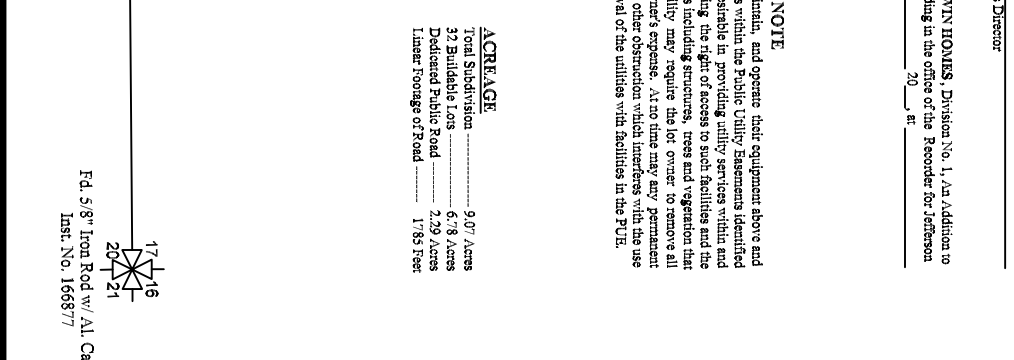 s Director
WIN HOMES, Division No. 1, An Addition to
ding in the office of the Recorder for Jefferson
20__, at
NOTE
intain, and operate their equipment above and
s within the Public Utility Easements identified
esirable in providing utility services within and
ing the right of access to such facilities and the
s including structures, trees and vegetation that
ility may require the lot owner to remove all
ner's expense. At no time may any permanent
other obstruction which interferes with the use
val of the utilities with facilities in the PUE.
ACREAGE
Total Subdivision ---------------- 9.07 Acres
32 Buildable Lots ---------------- 6.78 Acres
Dedicated Public Road -------- 2.29 Acres
Linear Footage of Road ------- 1785 Feet
17 16
20 21
Fd. 5/8" Iron Rod w/ Al. Ca
Inst. No. 166877